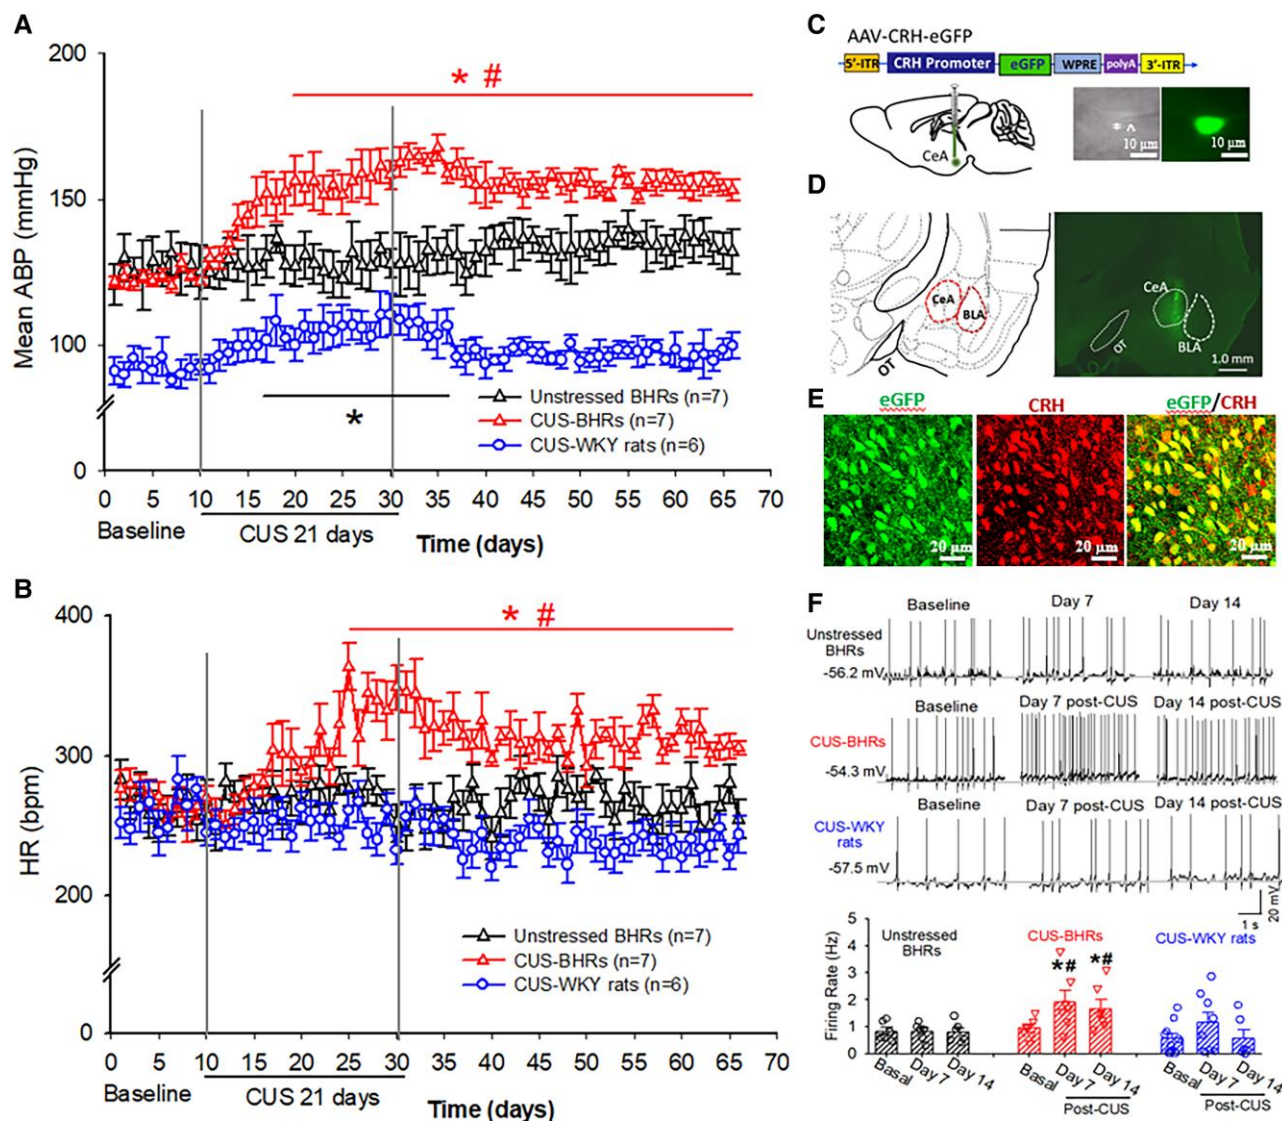 A
200
150
100
0
Mean ABP (mmHg)
* #
*
Unstressed BHRs (n=7)
CUS-BHRs (n=7)
CUS-WKY rats (n=6)
0 5 10 15 20 25 30 35 40 45 50 55 60 65 70
Baseline
CUS 21 days
Time (days)
B
400
300
200
0
HR (bpm)
* #
Unstressed BHRs (n=7)
CUS-BHRs (n=7)
CUS-WKY rats (n=6)
0 5 10 15 20 25 30 35 40 45 50 55 60 65 70
Baseline
CUS 21 days
Time (days)
C
AAV-CRH-eGFP
5'-ITR CRH Promoter eGFP WPRE polyA 3'-ITR
CeA
* ^
10 µm
10 µm
D
CeA
BLA
OT
CeA
BLA
OT
1.0 mm
E
eGFP
CRH
eGFP/CRH
20 µm
20 µm
20 µm
F
Baseline Day 7 Day 14
Unstressed
BHRs
-56.2 mV
Baseline Day 7 post-CUS Day 14 post-CUS
CUS-BHRs
-54.3 mV
Baseline Day 7 post-CUS Day 14 post-CUS
CUS-WKY
rats
-57.5 mV
20 mV
1 s
5
4
3
2
1
0
Firing Rate (Hz)
Unstressed
BHRs
CUS-BHRs
CUS-WKY rats
*# *#
Basal Day 7 Day 14
Basal Day 7 Day 14
Basal Day 7 Day 14
Post-CUS
Post-CUS